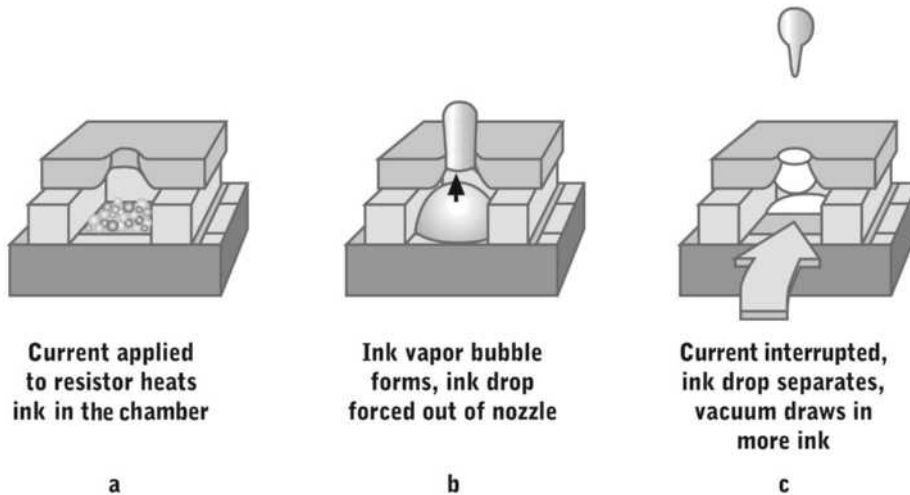 Current applied
to resistor heats
ink in the chamber
a
Ink vapor bubble
forms, ink drop
forced out of nozzle
b
Current interrupted,
ink drop separates,
vacuum draws in
more ink
c